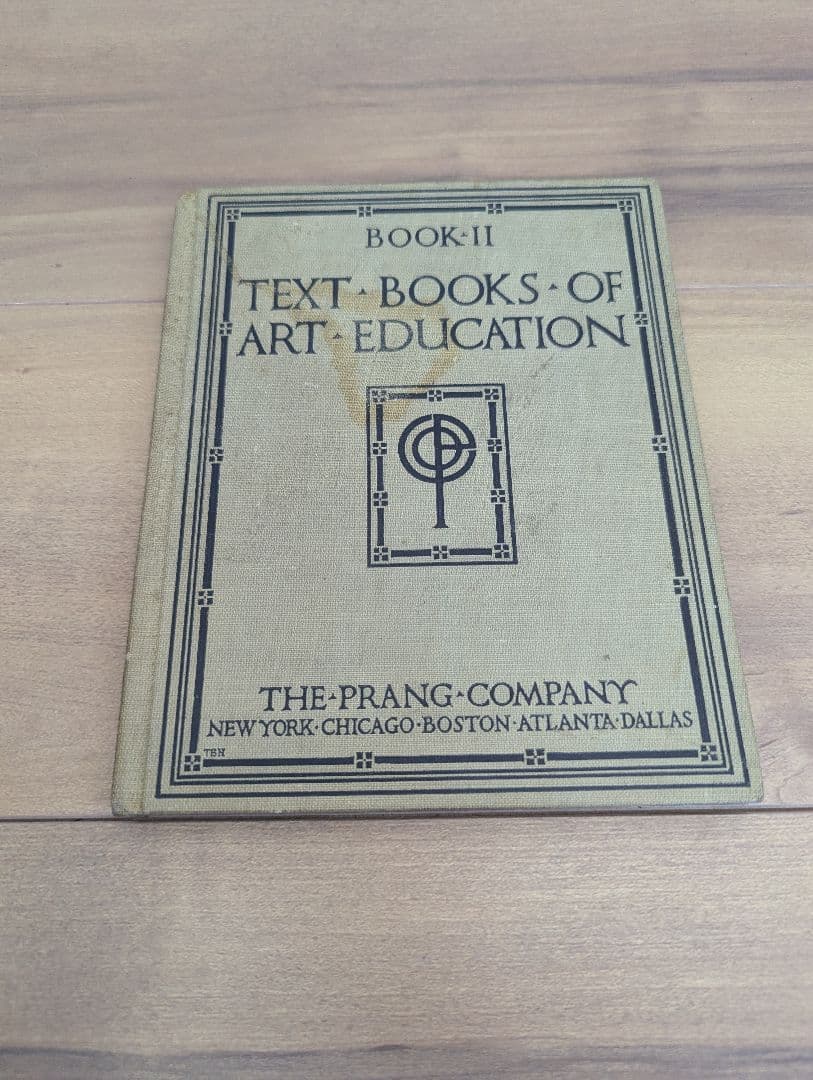 BOOK▴II
TEXT▴BOOKS▴OF
ART▴EDUCATION
THE▴PRANG▴COMPANY
NEW YORK·CHICAGO·BOSTON·ATLANTA·DALLAS